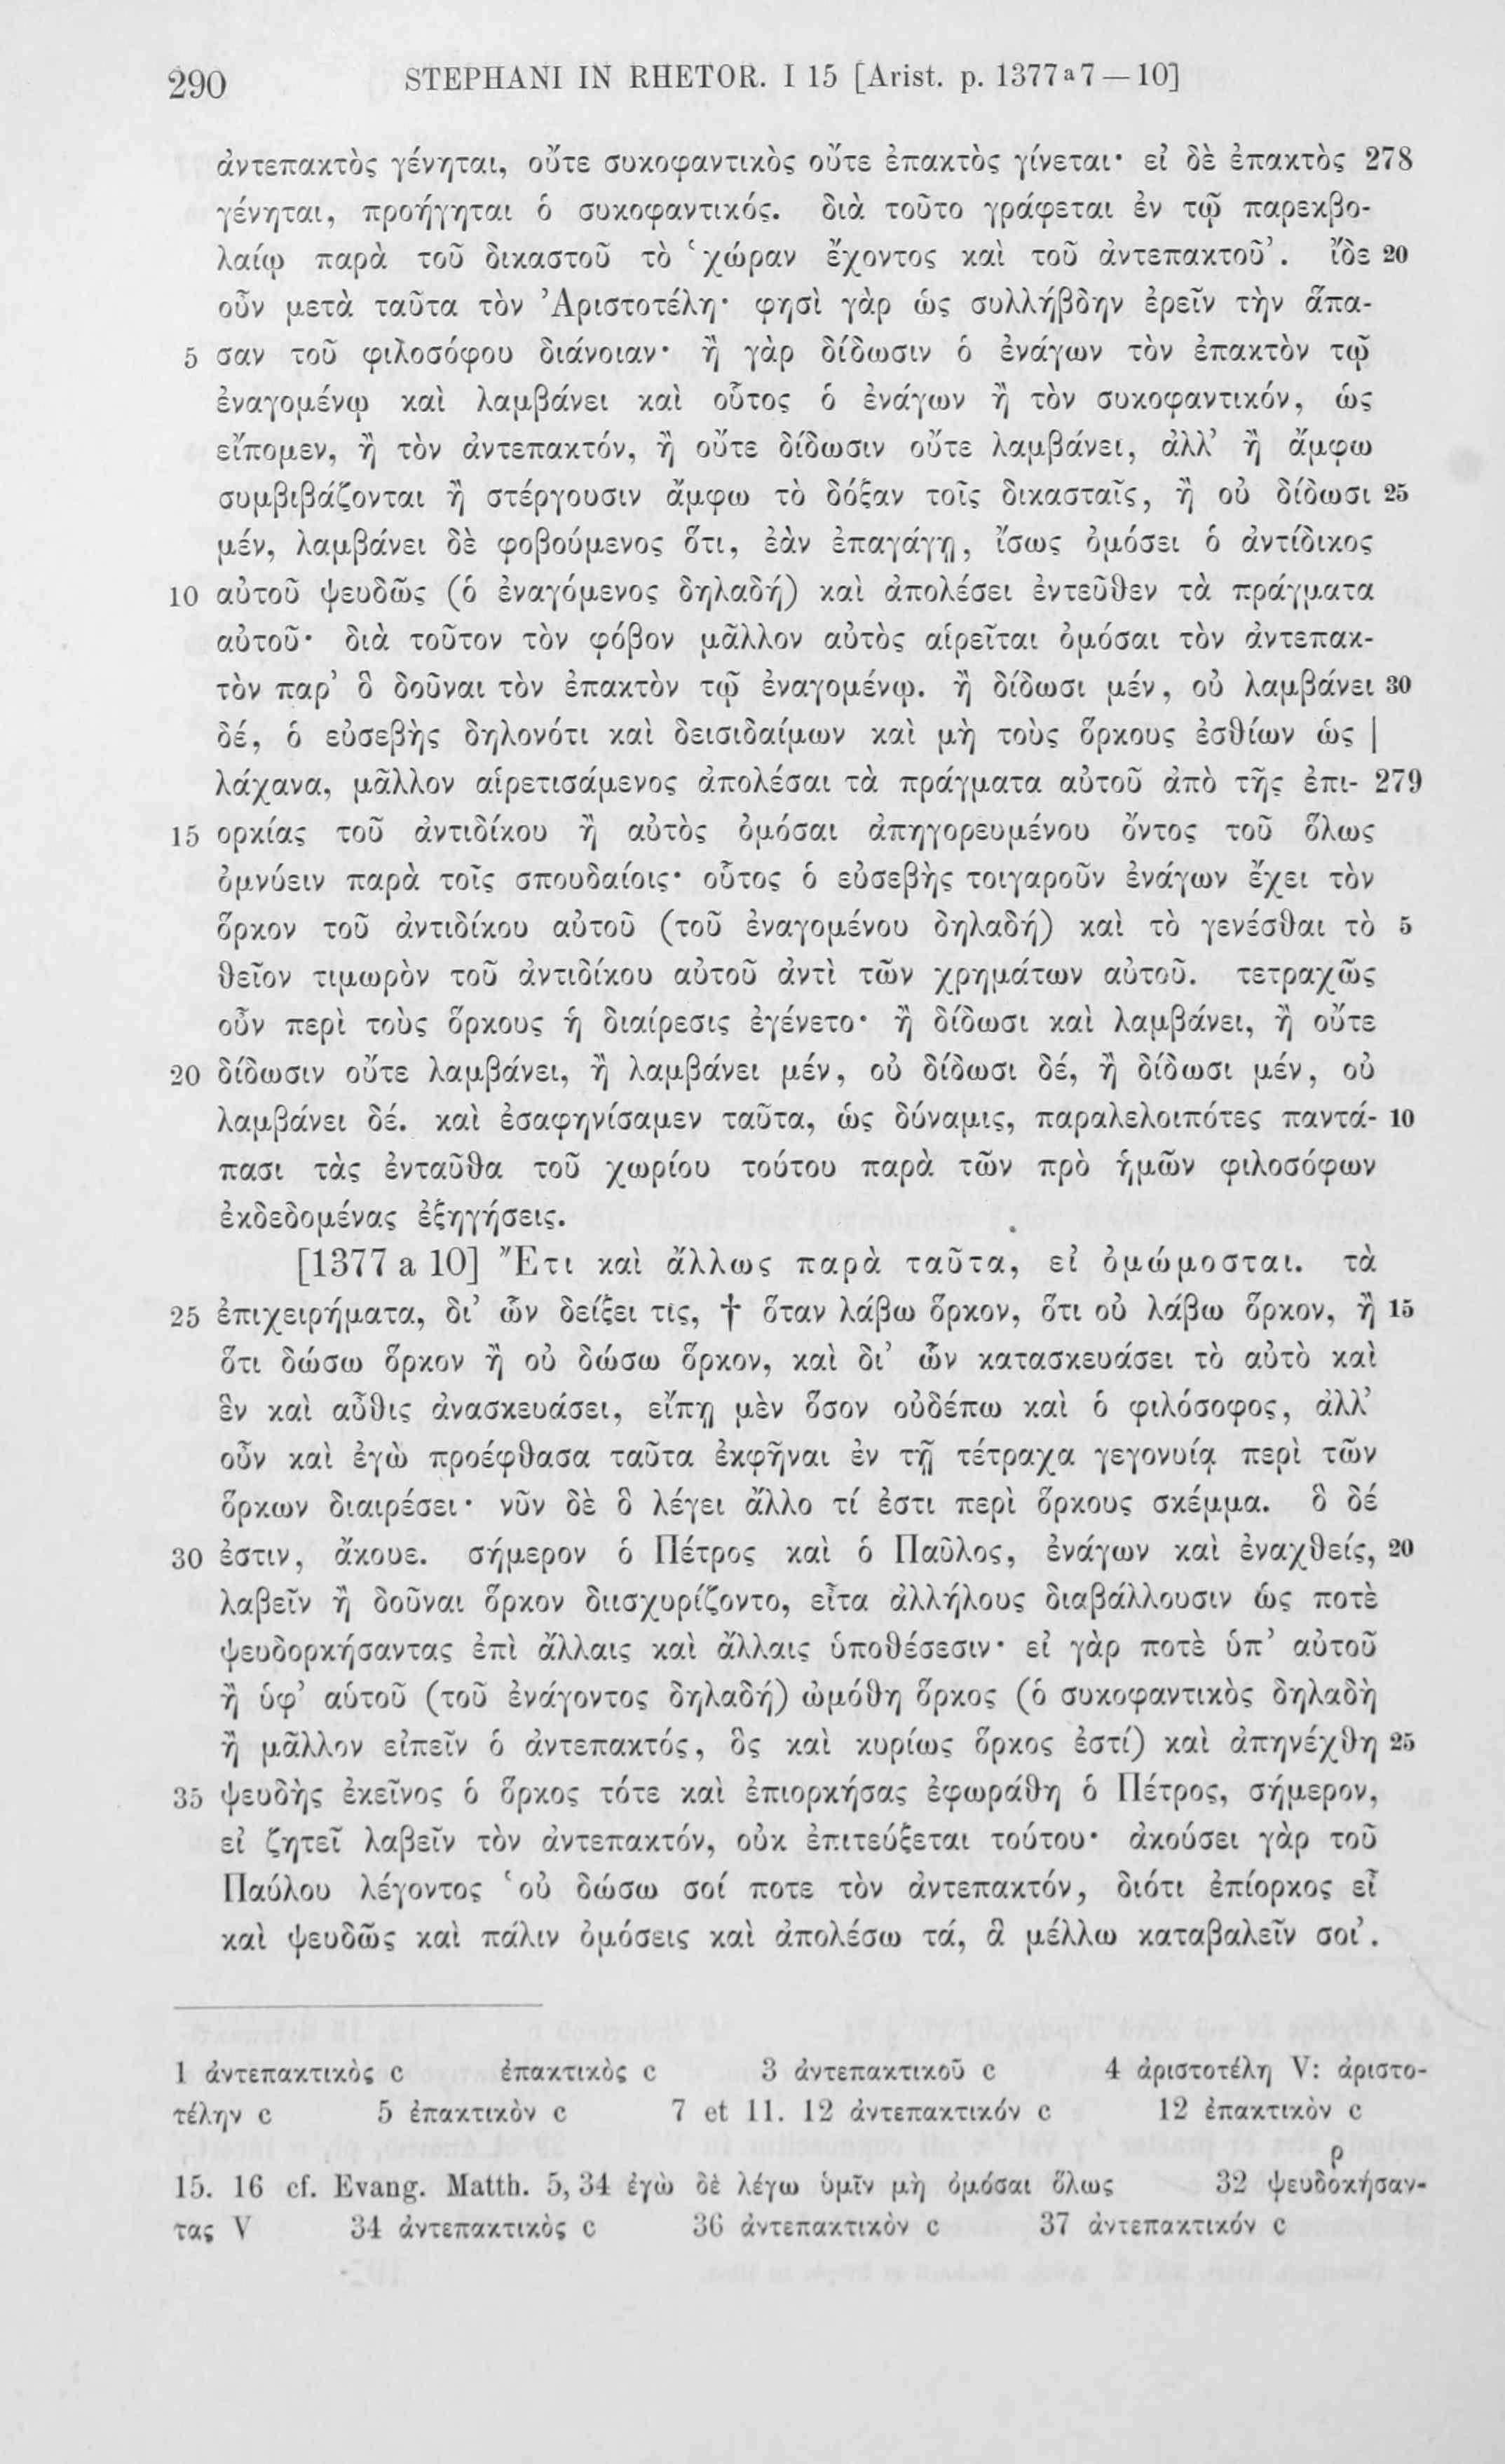 290 STEPHANI IN RHETOR. I 15 [Arist. p. 1377ᵃ7—10]
ἀντεπακτὸς γένηται, οὔτε συκοφαντικὸς οὔτε ἐπακτὸς γίνεται· εἰ δὲ ἐπακτὸς 278
γένηται, προήγηται ὁ συκοφαντικός. διὰ τοῦτο γράφεται ἐν τῷ παρεκβο-
λαίῳ παρὰ τοῦ δικαστοῦ τὸ ‘χώραν ἔχοντος καὶ τοῦ ἀντεπακτοῦ’. ἴδε 20
οὖν μετὰ ταῦτα τὸν Ἀριστοτέλη· φησὶ γὰρ ὡς συλλήβδην ἐρεῖν τὴν ἅπα-
5 σαν τοῦ φιλοσόφου διάνοιαν· ἢ γὰρ δίδωσιν ὁ ἐνάγων τὸν ἐπακτὸν τῷ
ἐναγομένῳ καὶ λαμβάνει καὶ οὗτος ὁ ἐνάγων ἢ τὸν συκοφαντικόν, ὡς
εἴπομεν, ἢ τὸν ἀντεπακτόν, ἢ οὔτε δίδωσιν οὔτε λαμβάνει, ἀλλ’ ἢ ἄμφω
συμβιβάζονται ἢ στέργουσιν ἄμφω τὸ δόξαν τοῖς δικασταῖς, ἢ οὐ δίδωσι 25
μέν, λαμβάνει δὲ φοβούμενος ὅτι, ἐὰν ἐπαγάγῃ, ἴσως ὀμόσει ὁ ἀντίδικος
10 αὐτοῦ ψευδῶς (ὁ ἐναγόμενος δηλαδή) καὶ ἀπολέσει ἐντεῦθεν τὰ πράγματα
αὐτοῦ· διὰ τοῦτον τὸν φόβον μᾶλλον αὐτὸς αἱρεῖται ὀμόσαι τὸν ἀντεπακ-
τὸν παρ’ ὃ δοῦναι τὸν ἐπακτὸν τῷ ἐναγομένῳ. ἢ δίδωσι μέν, οὐ λαμβάνει 30
δέ, ὁ εὐσεβὴς δηλονότι καὶ δεισιδαίμων καὶ μὴ τοὺς ὅρκους ἐσθίων ὡς |
λάχανα, μᾶλλον αἱρετισάμενος ἀπολέσαι τὰ πράγματα αὐτοῦ ἀπὸ τῆς ἐπι- 279
15 ορκίας τοῦ ἀντιδίκου ἢ αὐτὸς ὀμόσαι ἀπηγορευμένου ὄντος τοῦ ὅλως
ὀμνύειν παρὰ τοῖς σπουδαίοις· οὗτος ὁ εὐσεβὴς τοιγαροῦν ἐνάγων ἔχει τὸν
ὅρκον τοῦ ἀντιδίκου αὐτοῦ (τοῦ ἐναγομένου δηλαδή) καὶ τὸ γενέσθαι τὸ 5
θεῖον τιμωρὸν τοῦ ἀντιδίκου αὐτοῦ ἀντὶ τῶν χρημάτων αὐτοῦ. τετραχῶς
οὖν περὶ τοὺς ὅρκους ἡ διαίρεσις ἐγένετο· ἢ δίδωσι καὶ λαμβάνει, ἢ οὔτε
20 δίδωσιν οὔτε λαμβάνει, ἢ λαμβάνει μέν, οὐ δίδωσι δέ, ἢ δίδωσι μέν, οὐ
λαμβάνει δέ. καὶ ἐσαφηνίσαμεν ταῦτα, ὡς δύναμις, παραλελοιπότες παντά- 10
πασι τὰς ἐνταῦθα τοῦ χωρίου τούτου παρὰ τῶν πρὸ ἡμῶν φιλοσόφων
ἐκδεδομένας ἐξηγήσεις.
[1377 a 10] Ἔτι καὶ ἄλλως παρὰ ταῦτα, εἰ ὀμώμοσται. τὰ
25 ἐπιχειρήματα, δι’ ὧν δείξει τις, † ὅταν λάβω ὅρκον, ὅτι οὐ λάβω ὅρκον, ἢ 15
ὅτι δώσω ὅρκον ἢ οὐ δώσω ὅρκον, καὶ δι’ ὧν κατασκευάσει τὸ αὐτὸ καὶ
ἓν καὶ αὖθις ἀνασκευάσει, εἴπῃ μὲν ὅσον οὐδέπω καὶ ὁ φιλόσοφος, ἀλλ’
οὖν καὶ ἐγὼ προέφθασα ταῦτα ἐκφῆναι ἐν τῇ τέτραχα γεγονυίᾳ περὶ τῶν
ὅρκων διαιρέσει· νῦν δὲ ὃ λέγει ἄλλο τί ἐστι περὶ ὅρκους σκέμμα. ὃ δέ
30 ἐστιν, ἄκουε. σήμερον ὁ Πέτρος καὶ ὁ Παῦλος, ἐνάγων καὶ ἐναχθείς, 20
λαβεῖν ἢ δοῦναι ὅρκον διισχυρίζοντο, εἶτα ἀλλήλους διαβάλλουσιν ὥς ποτὲ
ψευδορκήσαντας ἐπὶ ἄλλαις καὶ ἄλλαις ὑποθέσεσιν· εἰ γὰρ ποτὲ ὑπ’ αὐτοῦ
ἢ ὑφ’ αὑτοῦ (τοῦ ἐνάγοντος δηλαδή) ὠμόθη ὅρκος (ὁ συκοφαντικὸς δηλαδὴ
ἢ μᾶλλον εἰπεῖν ὁ ἀντεπακτός, ὃς καὶ κυρίως ὅρκος ἐστί) καὶ ἀπηνέχθη 25
35 ψευδὴς ἐκεῖνος ὁ ὅρκος τότε καὶ ἐπιορκήσας ἐφωράθη ὁ Πέτρος, σήμερον,
εἰ ζητεῖ λαβεῖν τὸν ἀντεπακτόν, οὐκ ἐπιτεύξεται τούτου· ἀκούσει γὰρ τοῦ
Παύλου λέγοντος ‘οὐ δώσω σοί ποτε τὸν ἀντεπακτόν, διότι ἐπίορκος εἶ
καὶ ψευδῶς καὶ πάλιν ὀμόσεις καὶ ἀπολέσω τά, ἃ μέλλω καταβαλεῖν σοι’.
1 ἀντεπακτικὸς c ἐπακτικὸς c 3 ἀντεπακτικοῦ c 4 ἀριστοτέλη V: ἀριστο-
τέλην c 5 ἐπακτικὸν c 7 et 11. 12 ἀντεπακτικόν c 12 ἐπακτικὸν c
ρ
15. 16 cf. Evang. Matth. 5, 34 ἐγὼ δὲ λέγω ὑμῖν μὴ ὀμόσαι ὅλως 32 ψευδοκήσαν-
τας V 34 ἀντεπακτικὸς c 36 ἀντεπακτικὸν c 37 ἀντεπακτικόν c